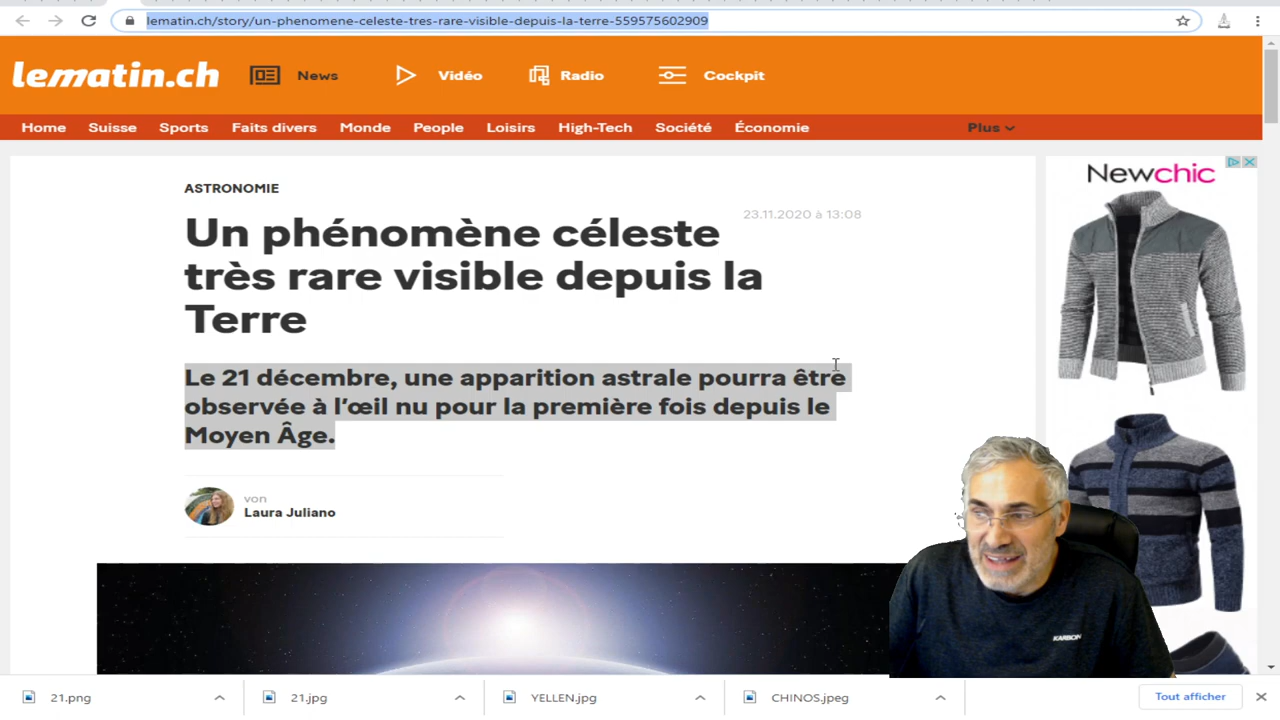 lematin.ch/story/un-phenomene-celeste-tres-rare-visible-depuis-la-terre-559575602909
lematin.ch
News
Vidéo
Radio
Cockpit
Home
Suisse
Sports
Faits divers
Monde
People
Loisirs
High-Tech
Société
Économie
Plus
ASTRONOMIE
23.11.2020 à 13:08
Un phénomène céleste
très rare visible depuis la
Terre
Le 21 décembre, une apparition astrale pourra être
observée à l’œil nu pour la première fois depuis le
Moyen Âge.
von
Laura Juliano
Newchic
KARBON
21.png
21.jpg
YELLEN.jpg
CHINOS.jpeg
Tout afficher